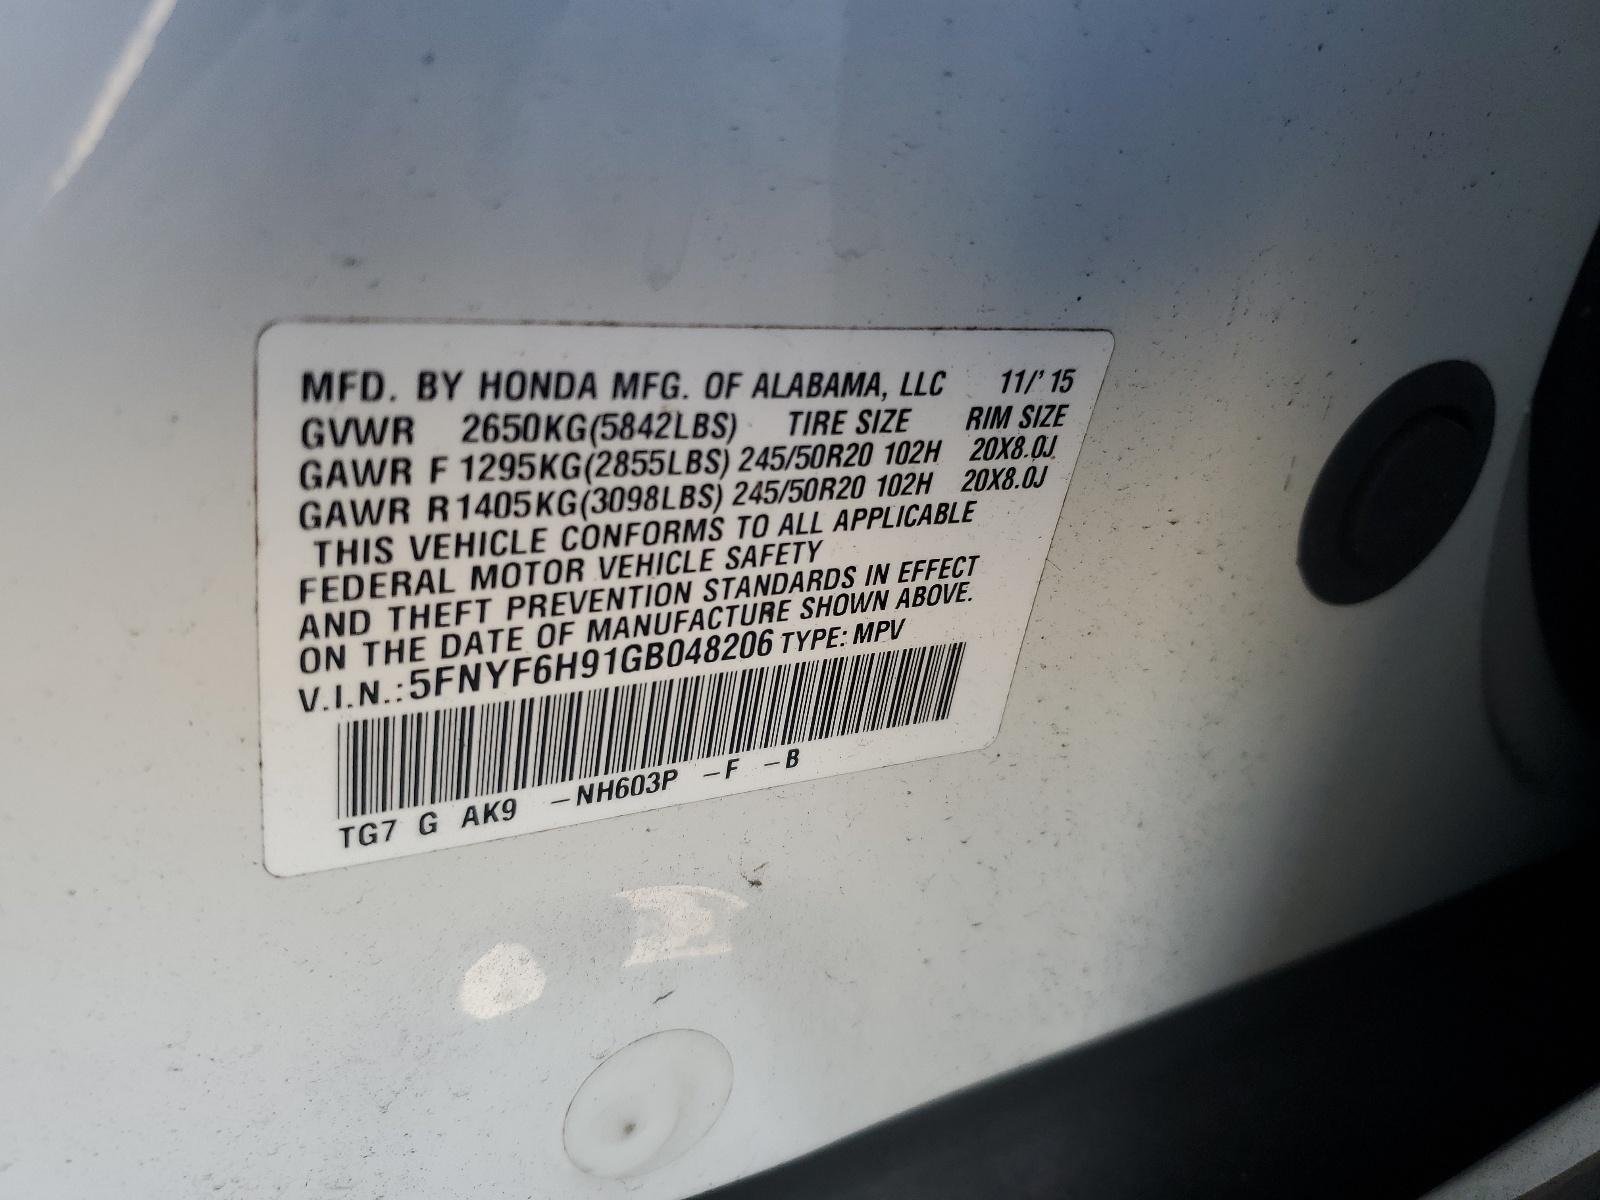 MFD. BY HONDA MFG. OF ALABAMA, LLC 11/'15
GVWR 2650KG(5842LBS) TIRE SIZE RIM SIZE
GAWR F 1295KG(2855LBS) 245/50R20 102H 20X8.0J
GAWR R 1405KG(3098LBS) 245/50R20 102H 20X8.0J
THIS VEHICLE CONFORMS TO ALL APPLICABLE
FEDERAL MOTOR VEHICLE SAFETY
AND THEFT PREVENTION STANDARDS IN EFFECT
ON THE DATE OF MANUFACTURE SHOWN ABOVE.
V.I.N.: 5FNYF6H91GB048206 TYPE: MPV
TG7 G AK9 -NH603P -F -B